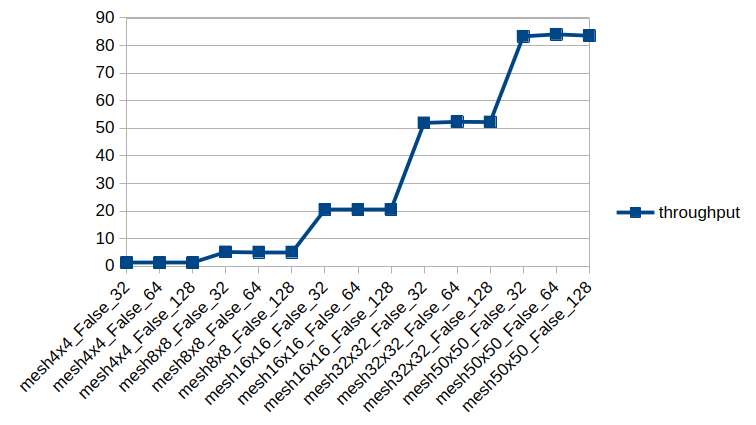 90
80
70
60
50
40
30
20
10
0
mesh4x4_False_32
mesh4x4_False_64
mesh4x4_False_128
mesh8x8_False_32
mesh8x8_False_64
mesh8x8_False_128
mesh16x16_False_32
mesh16x16_False_64
mesh16x16_False_128
mesh32x32_False_32
mesh32x32_False_64
mesh32x32_False_128
mesh50x50_False_32
mesh50x50_False_64
mesh50x50_False_128
throughput